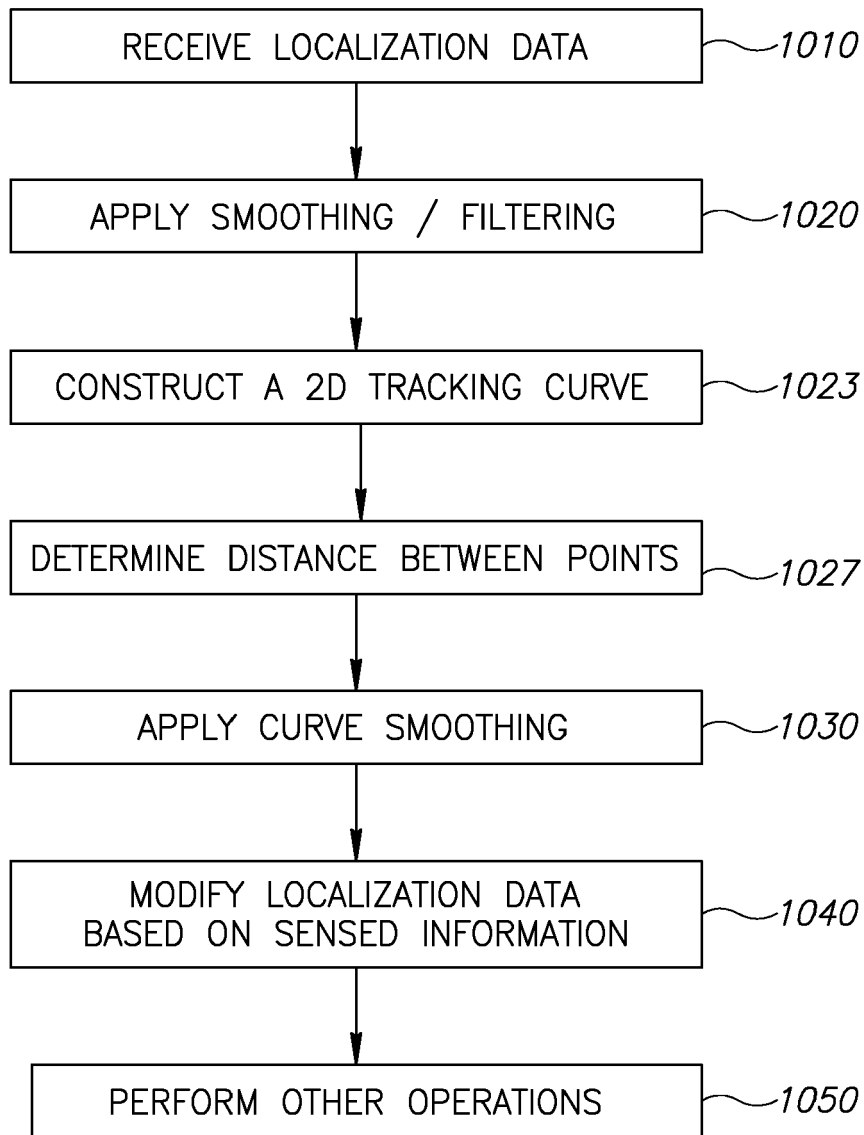 RECEIVE LOCALIZATION DATA 1010
APPLY SMOOTHING / FILTERING 1020
CONSTRUCT A 2D TRACKING CURVE 1023
DETERMINE DISTANCE BETWEEN POINTS 1027
APPLY CURVE SMOOTHING 1030
MODIFY LOCALIZATION DATA
BASED ON SENSED INFORMATION 1040
PERFORM OTHER OPERATIONS 1050